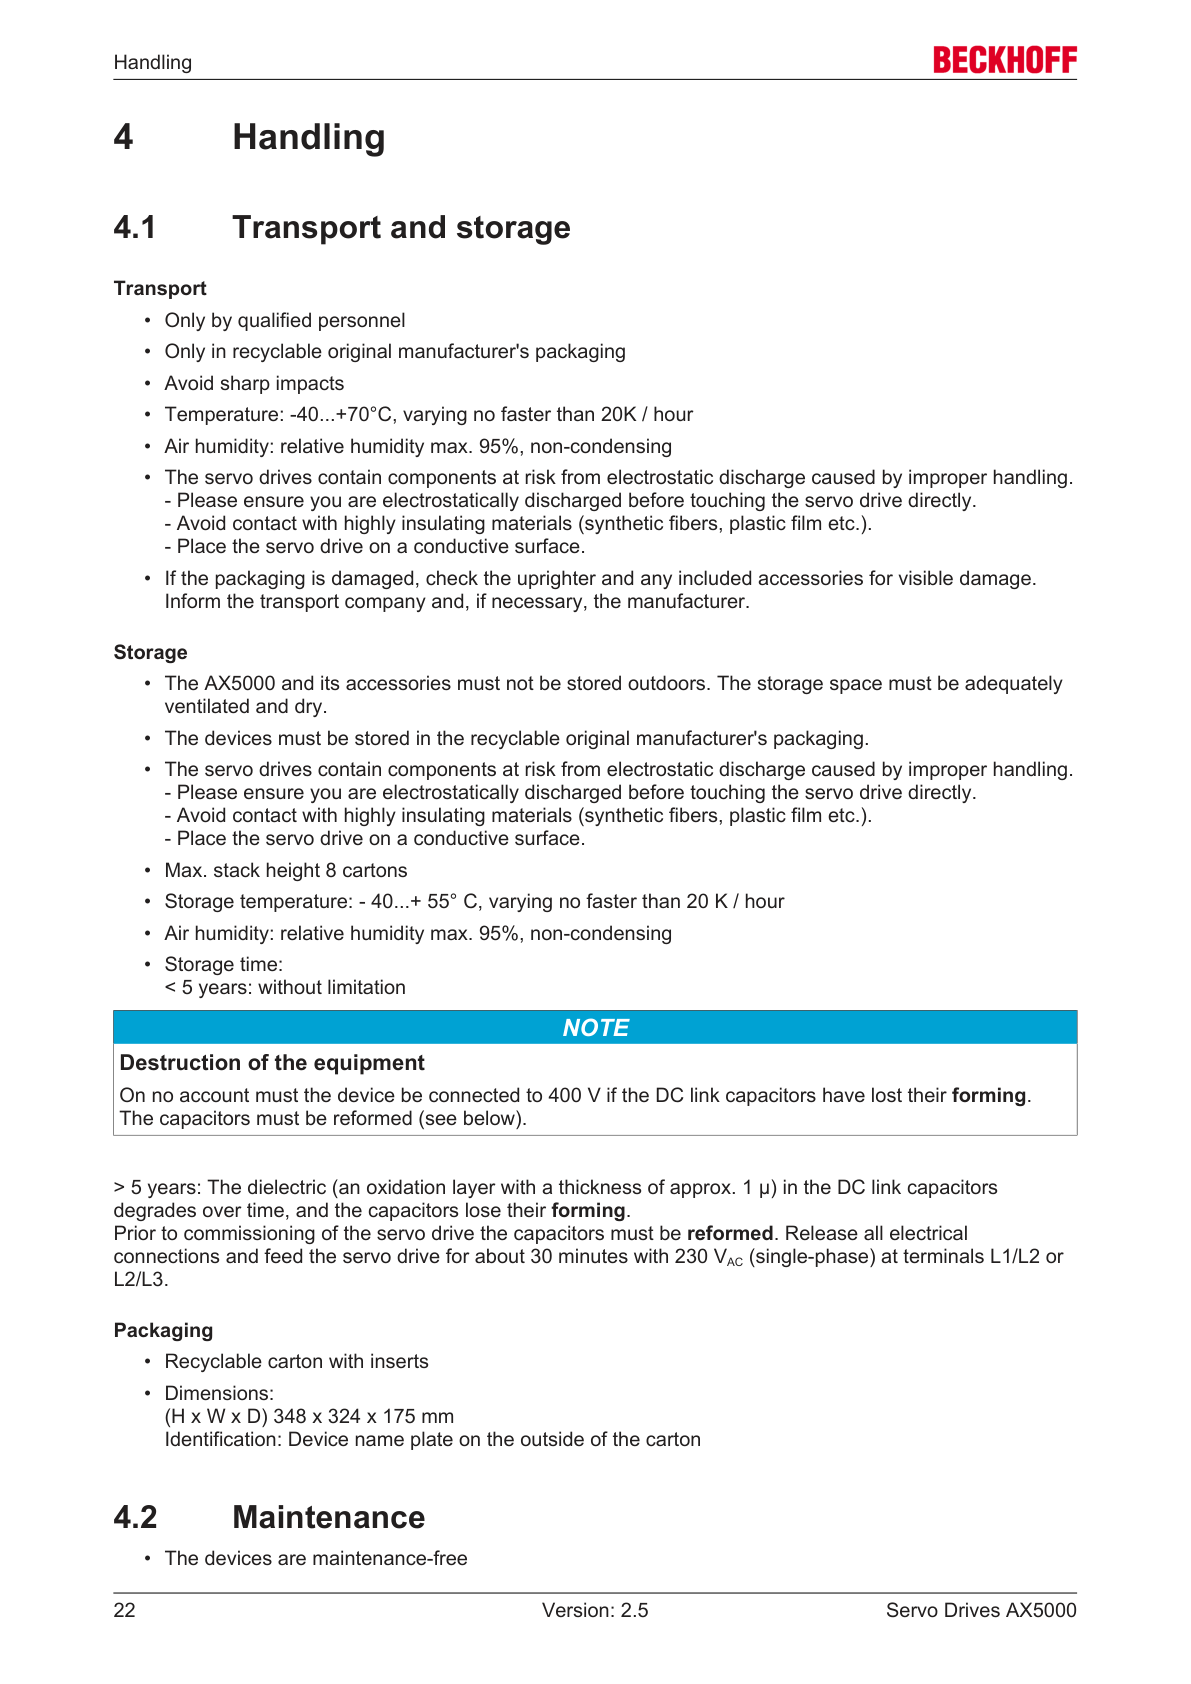 Handling
BECKHOFF
4 Handling
4.1 Transport and storage
Transport
• Only by qualified personnel
• Only in recyclable original manufacturer's packaging
• Avoid sharp impacts
• Temperature: -40...+70°C, varying no faster than 20K / hour
• Air humidity: relative humidity max. 95%, non-condensing
• The servo drives contain components at risk from electrostatic discharge caused by improper handling.
- Please ensure you are electrostatically discharged before touching the servo drive directly.
- Avoid contact with highly insulating materials (synthetic fibers, plastic film etc.).
- Place the servo drive on a conductive surface.
• If the packaging is damaged, check the uprighter and any included accessories for visible damage.
Inform the transport company and, if necessary, the manufacturer.
Storage
• The AX5000 and its accessories must not be stored outdoors. The storage space must be adequately
ventilated and dry.
• The devices must be stored in the recyclable original manufacturer's packaging.
• The servo drives contain components at risk from electrostatic discharge caused by improper handling.
- Please ensure you are electrostatically discharged before touching the servo drive directly.
- Avoid contact with highly insulating materials (synthetic fibers, plastic film etc.).
- Place the servo drive on a conductive surface.
• Max. stack height 8 cartons
• Storage temperature: - 40...+ 55° C, varying no faster than 20 K / hour
• Air humidity: relative humidity max. 95%, non-condensing
• Storage time:
< 5 years: without limitation
NOTE
Destruction of the equipment
On no account must the device be connected to 400 V if the DC link capacitors have lost their forming.
The capacitors must be reformed (see below).
> 5 years: The dielectric (an oxidation layer with a thickness of approx. 1 µ) in the DC link capacitors
degrades over time, and the capacitors lose their forming.
Prior to commissioning of the servo drive the capacitors must be reformed. Release all electrical
connections and feed the servo drive for about 30 minutes with 230 VAC (single-phase) at terminals L1/L2 or
L2/L3.
Packaging
• Recyclable carton with inserts
• Dimensions:
(H x W x D) 348 x 324 x 175 mm
Identification: Device name plate on the outside of the carton
4.2 Maintenance
• The devices are maintenance-free
22 Version: 2.5 Servo Drives AX5000